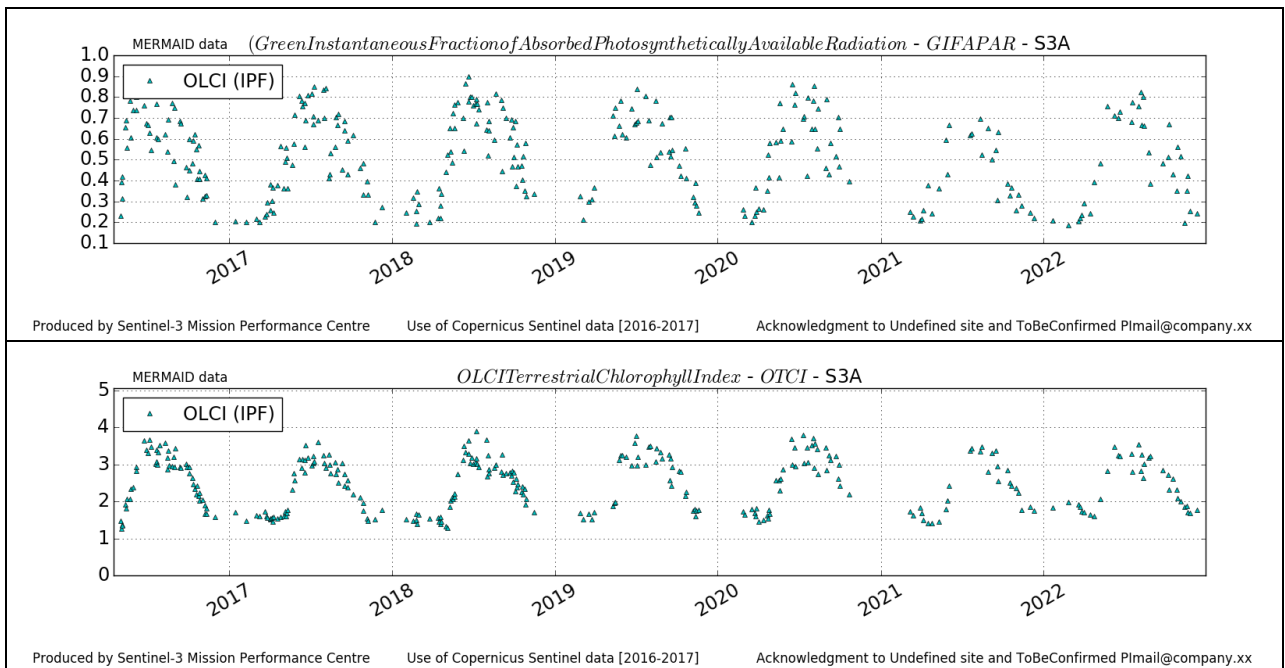 MERMAID data (GreenInstantaneousFractionofAbsorbedPhotosyntheticallyAvailableRadiation - GIFAPAR - S3A
OLCI (IPF)
1.0
0.9
0.8
0.7
0.6
0.5
0.4
0.3
0.2
0.1
2017 2018 2019 2020 2021 2022
Produced by Sentinel-3 Mission Performance Centre Use of Copernicus Sentinel data [2016-2017] Acknowledgment to Undefined site and ToBeConfirmed PImail@company.xx
MERMAID data OLCITerrestrialChlorophyllIndex - OTCI - S3A
OLCI (IPF)
5
4
3
2
1
0
2017 2018 2019 2020 2021 2022
Produced by Sentinel-3 Mission Performance Centre Use of Copernicus Sentinel data [2016-2017] Acknowledgment to Undefined site and ToBeConfirmed PImail@company.xx